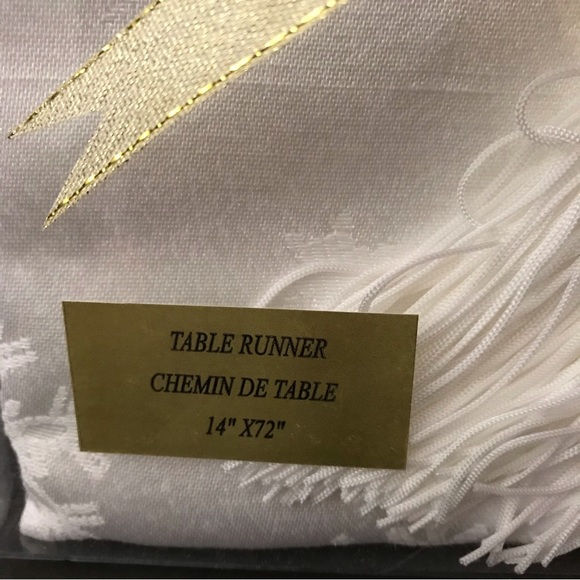 TABLE RUNNER
CHEMIN DE TABLE
14" X72"